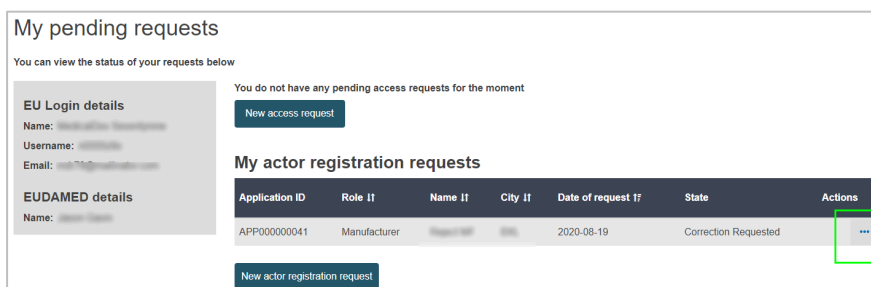 My pending requests
You can view the status of your requests below
EU Login details
Name:
Username:
Email:
EUDAMED details
Name:
You do not have any pending access requests for the moment
New access request
My actor registration requests
Application ID Role Name City Date of request State Actions
APP000000041 Manufacturer 2020-08-19 Correction Requested
New actor registration request